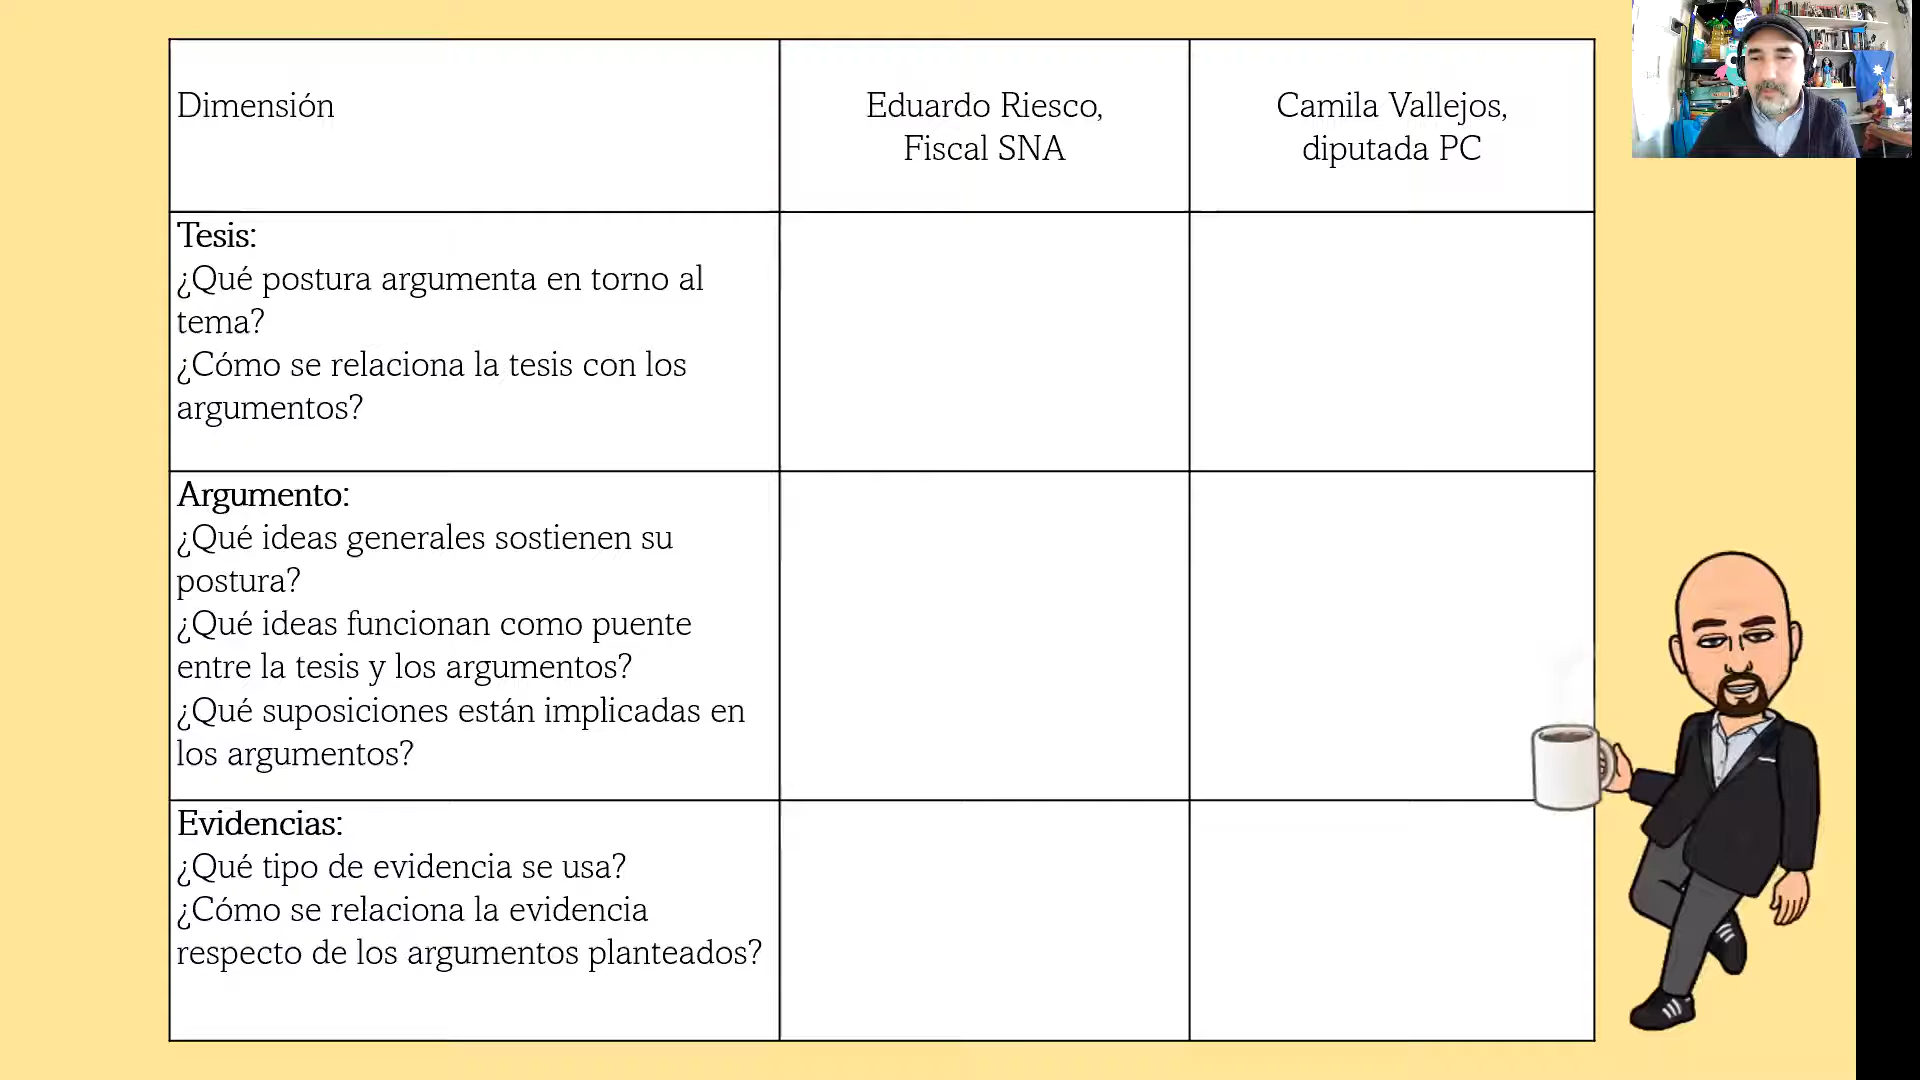 Dimensión
Eduardo Riesco,
Fiscal SNA
Camila Vallejos,
diputada PC
Tesis:
¿Qué postura argumenta en torno al
tema?
¿Cómo se relaciona la tesis con los
argumentos?
Argumento:
¿Qué ideas generales sostienen su
postura?
¿Qué ideas funcionan como puente
entre la tesis y los argumentos?
¿Qué suposiciones están implicadas en
los argumentos?
Evidencias:
¿Qué tipo de evidencia se usa?
¿Cómo se relaciona la evidencia
respecto de los argumentos planteados?